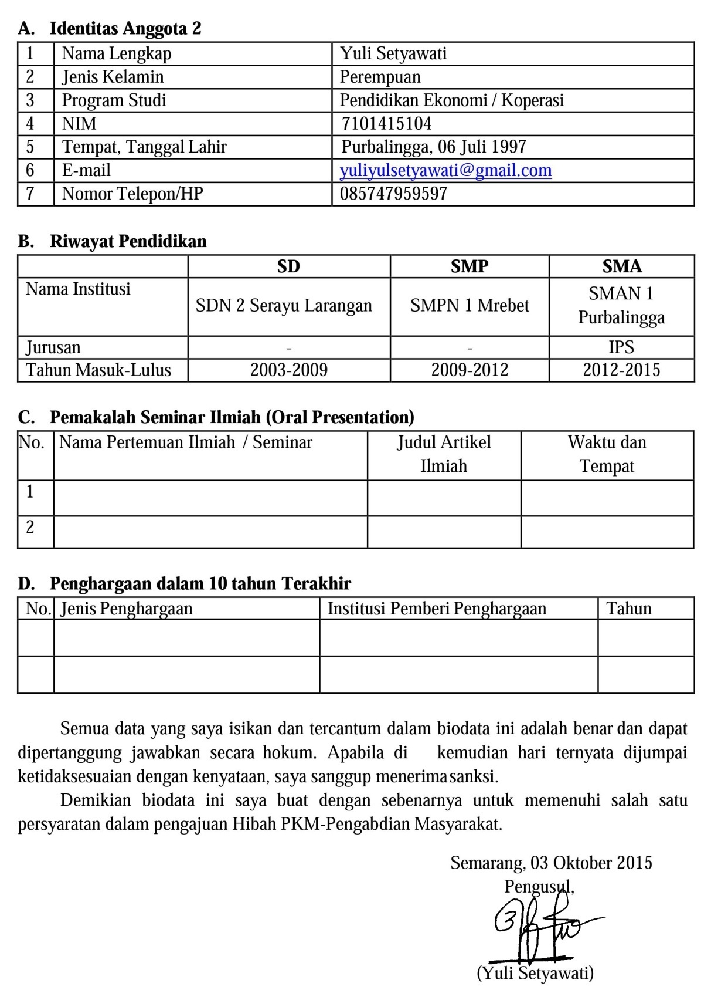 A. Identitas Anggota 2
1 Nama Lengkap Yuli Setyawati
2 Jenis Kelamin Perempuan
3 Program Studi Pendidikan Ekonomi / Koperasi
4 NIM 7101415104
5 Tempat, Tanggal Lahir Purbalingga, 06 Juli 1997
6 E-mail yuliyulsetyawati@gmail.com
7 Nomor Telepon/HP 085747959597
B. Riwayat Pendidikan
SD SMP SMA
Nama Institusi SDN 2 Serayu Larangan SMPN 1 Mrebet SMAN 1
Purbalingga
Jurusan - - IPS
Tahun Masuk-Lulus 2003-2009 2009-2012 2012-2015
C. Pemakalah Seminar Ilmiah (Oral Presentation)
No. Nama Pertemuan Ilmiah / Seminar Judul Artikel Waktu dan
Ilmiah Tempat
1
2
D. Penghargaan dalam 10 tahun Terakhir
No. Jenis Penghargaan Institusi Pemberi Penghargaan Tahun
Semua data yang saya isikan dan tercantum dalam biodata ini adalah benar dan dapat
dipertanggung jawabkan secara hokum. Apabila di kemudian hari ternyata dijumpai
ketidaksesuaian dengan kenyataan, saya sanggup menerima sanksi.
Demikian biodata ini saya buat dengan sebenarnya untuk memenuhi salah satu
persyaratan dalam pengajuan Hibah PKM-Pengabdian Masyarakat.
Semarang, 03 Oktober 2015
Pengusul,
(Yuli Setyawati)